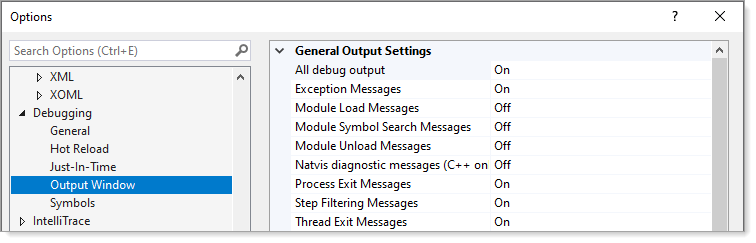 Options
Search Options (Ctrl+E)
XML
XOML
Debugging
General
Hot Reload
Just-In-Time
Output Window
Symbols
IntelliTrace
General Output Settings
All debug output On
Exception Messages On
Module Load Messages Off
Module Symbol Search Messages Off
Module Unload Messages Off
Natvis diagnostic messages (C++ on Off
Process Exit Messages On
Step Filtering Messages On
Thread Exit Messages On